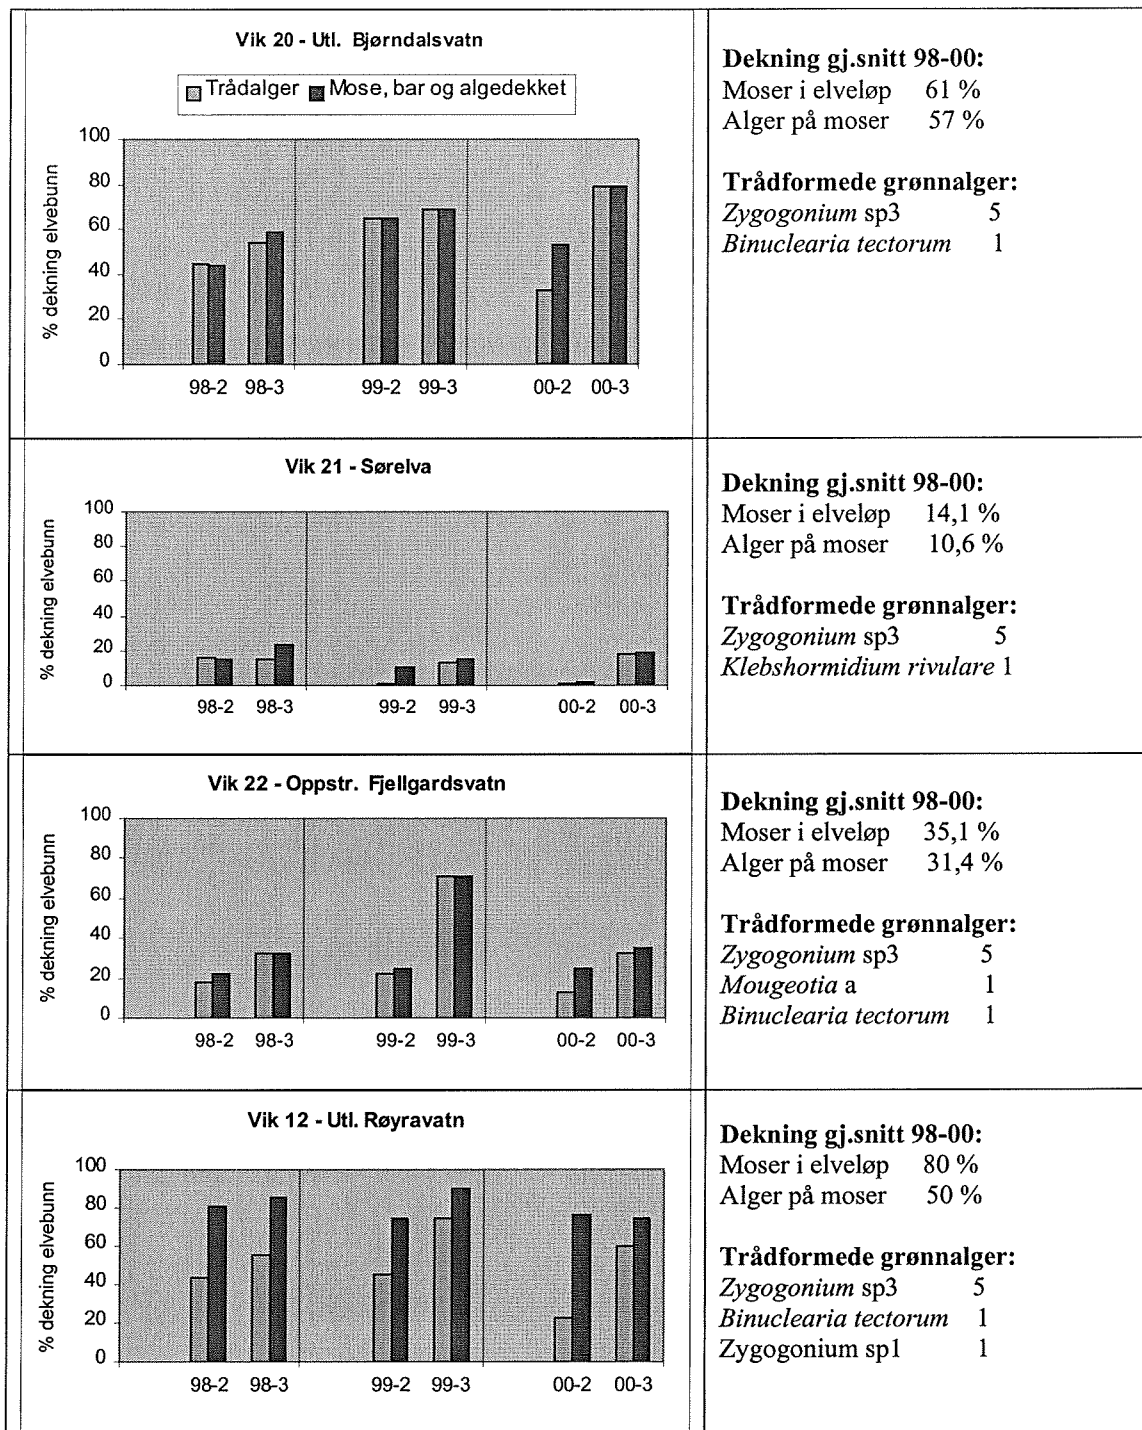 Vik 20 - Utl. Bjørndalsvatn
Trådalger Mose, bar og algedekket
% dekning elvebunn
100
80
60
40
20
0
98-2 98-3 99-2 99-3 00-2 00-3
Dekning gj.snitt 98-00:
Moser i elveløp 61 %
Alger på moser 57 %
Trådformede grønnalger:
Zygogonium sp3 5
Binuclearia tectorum 1
Vik 21 - Sørelva
% dekning elvebunn
100
80
60
40
20
0
98-2 98-3 99-2 99-3 00-2 00-3
Dekning gj.snitt 98-00:
Moser i elveløp 14,1 %
Alger på moser 10,6 %
Trådformede grønnalger:
Zygogonium sp3 5
Klebshormidium rivulare 1
Vik 22 - Oppstr. Fjellgardsvatn
% dekning elvebunn
100
80
60
40
20
0
98-2 98-3 99-2 99-3 00-2 00-3
Dekning gj.snitt 98-00:
Moser i elveløp 35,1 %
Alger på moser 31,4 %
Trådformede grønnalger:
Zygogonium sp3 5
Mougeotia a 1
Binuclearia tectorum 1
Vik 12 - Utl. Røyravatn
% dekning elvebunn
100
80
60
40
20
0
98-2 98-3 99-2 99-3 00-2 00-3
Dekning gj.snitt 98-00:
Moser i elveløp 80 %
Alger på moser 50 %
Trådformede grønnalger:
Zygogonium sp3 5
Binuclearia tectorum 1
Zygogonium sp1 1